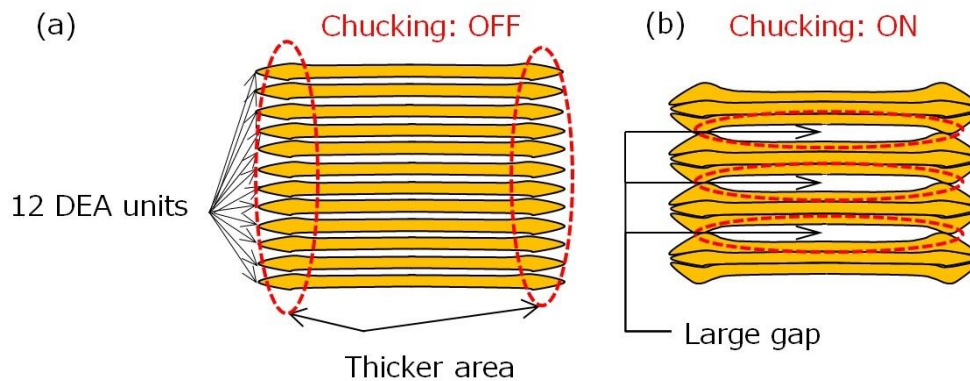 (a)
Chucking: OFF
12 DEA units
Thicker area
(b)
Chucking: ON
Large gap